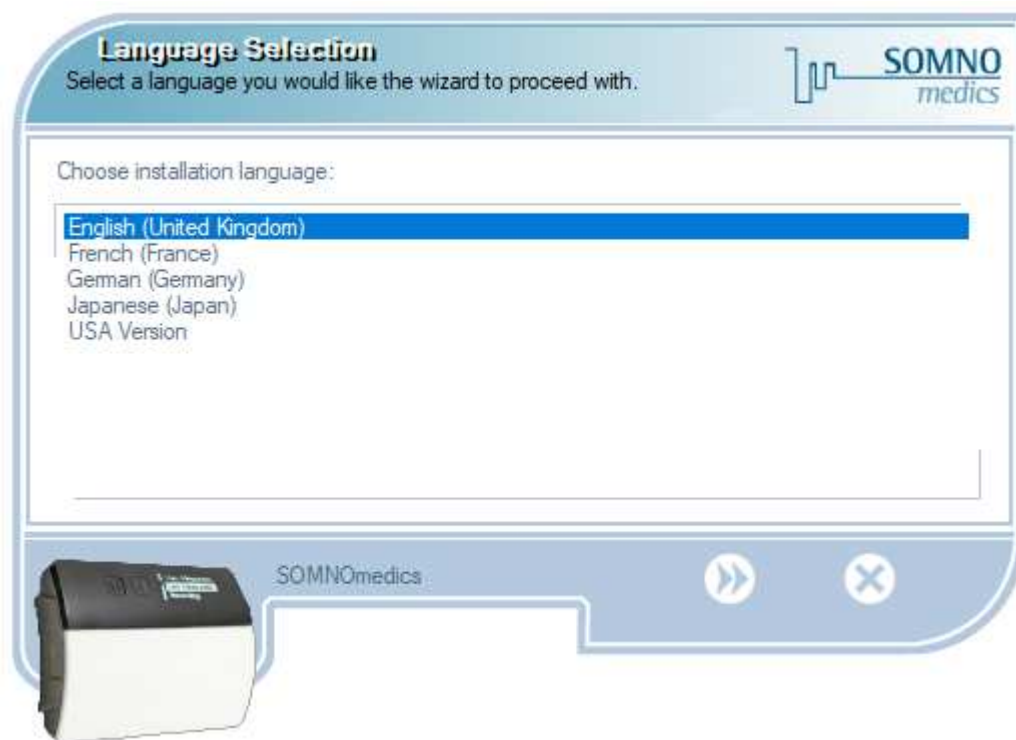 Language Selection
Select a language you would like the wizard to proceed with.
SOMNO
medics
Choose installation language:
English (United Kingdom)
French (France)
German (Germany)
Japanese (Japan)
USA Version
SOMNOmedics